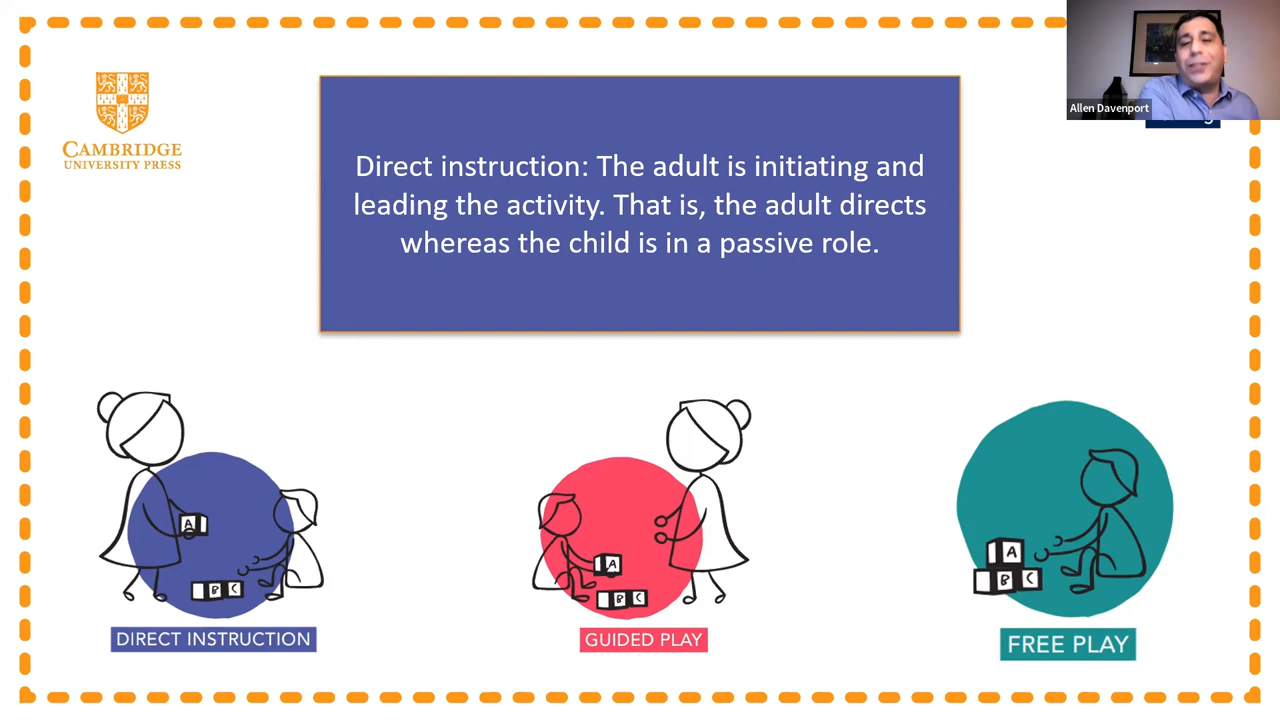 Allen Davenport
CAMBRIDGE
UNIVERSITY PRESS
Direct instruction: The adult is initiating and
leading the activity. That is, the adult directs
whereas the child is in a passive role.
A
B C
A
B C
A
B C
DIRECT INSTRUCTION
GUIDED PLAY
FREE PLAY